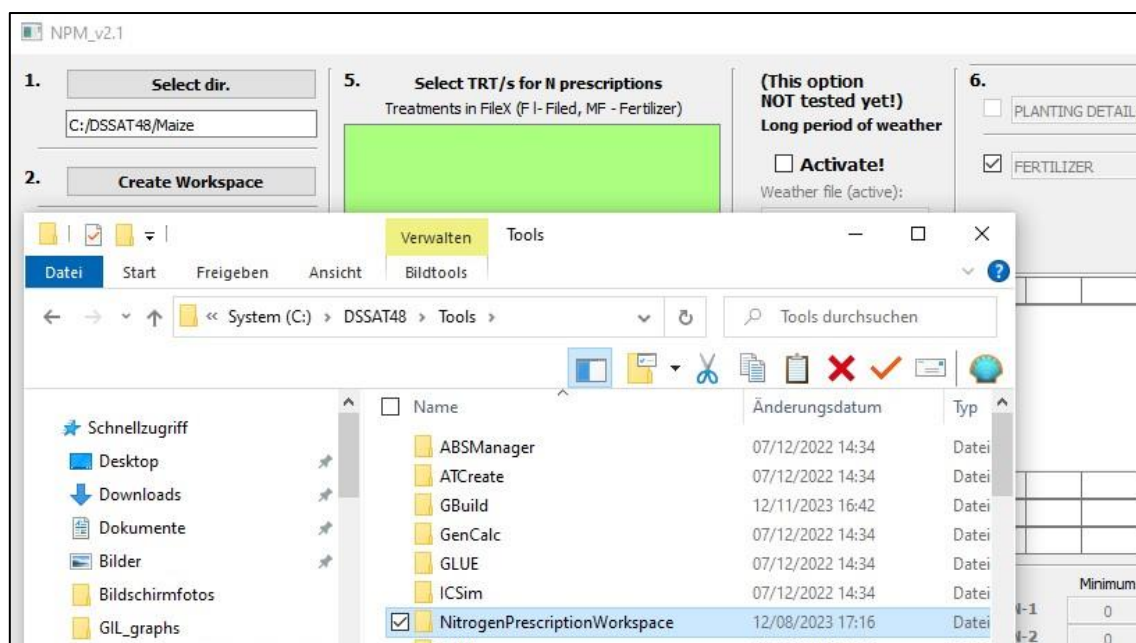 NPM_v2.1
1. Select dir.
C:/DSSAT48/Maize
2. Create Workspace
5. Select TRT/s for N prescriptions
Treatments in FileX (F l- Filed, MF - Fertilizer)
(This option
NOT tested yet!)
Long period of weather
Activate!
Weather file (active):
6.
PLANTING DETAIL
FERTILIZER
Verwalten Tools
Datei Start Freigeben Ansicht Bildtools
« System (C:) › DSSAT48 › Tools ›
Tools durchsuchen
Schnellzugriff
Desktop
Downloads
Dokumente
Bilder
Bildschirmfotos
GIL_graphs
Name Änderungsdatum Typ
ABSManager 07/12/2022 14:34 Datei
ATCreate 07/12/2022 14:34 Datei
GBuild 12/11/2023 16:42 Datei
GenCalc 07/12/2022 14:34 Datei
GLUE 07/12/2022 14:34 Datei
ICSim 07/12/2022 14:34 Datei
NitrogenPrescriptionWorkspace 12/08/2023 17:16 Datei
Minimum
N-1 0
N-2 0